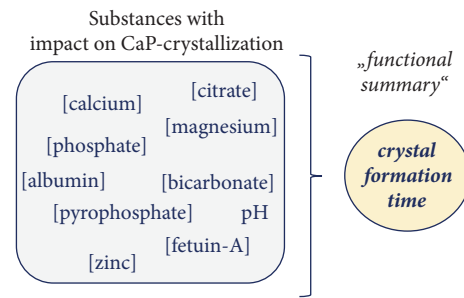 Substances with
impact on CaP-crystallization
[calcium]
[citrate]
[magnesium]
[phosphate]
[albumin]
[bicarbonate]
[pyrophosphate]
pH
[fetuin-A]
[zinc]
„functional
summary“
crystal
formation
time